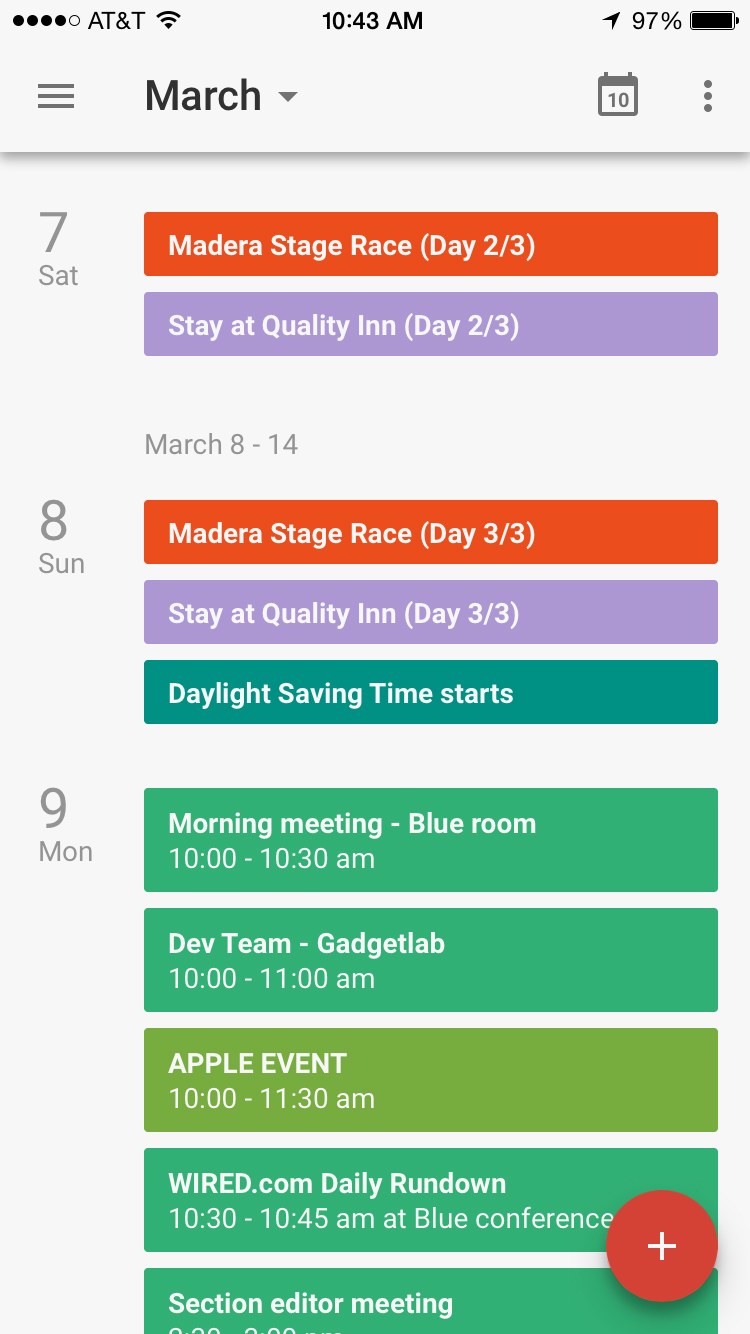 AT&T 10:43 AM 97%
March 10
7
Sat
Madera Stage Race (Day 2/3)
Stay at Quality Inn (Day 2/3)
March 8 - 14
8
Sun
Madera Stage Race (Day 3/3)
Stay at Quality Inn (Day 3/3)
Daylight Saving Time starts
9
Mon
Morning meeting - Blue room
10:00 - 10:30 am
Dev Team - Gadgetlab
10:00 - 11:00 am
APPLE EVENT
10:00 - 11:30 am
WIRED.com Daily Rundown
10:30 - 10:45 am at Blue conference
Section editor meeting